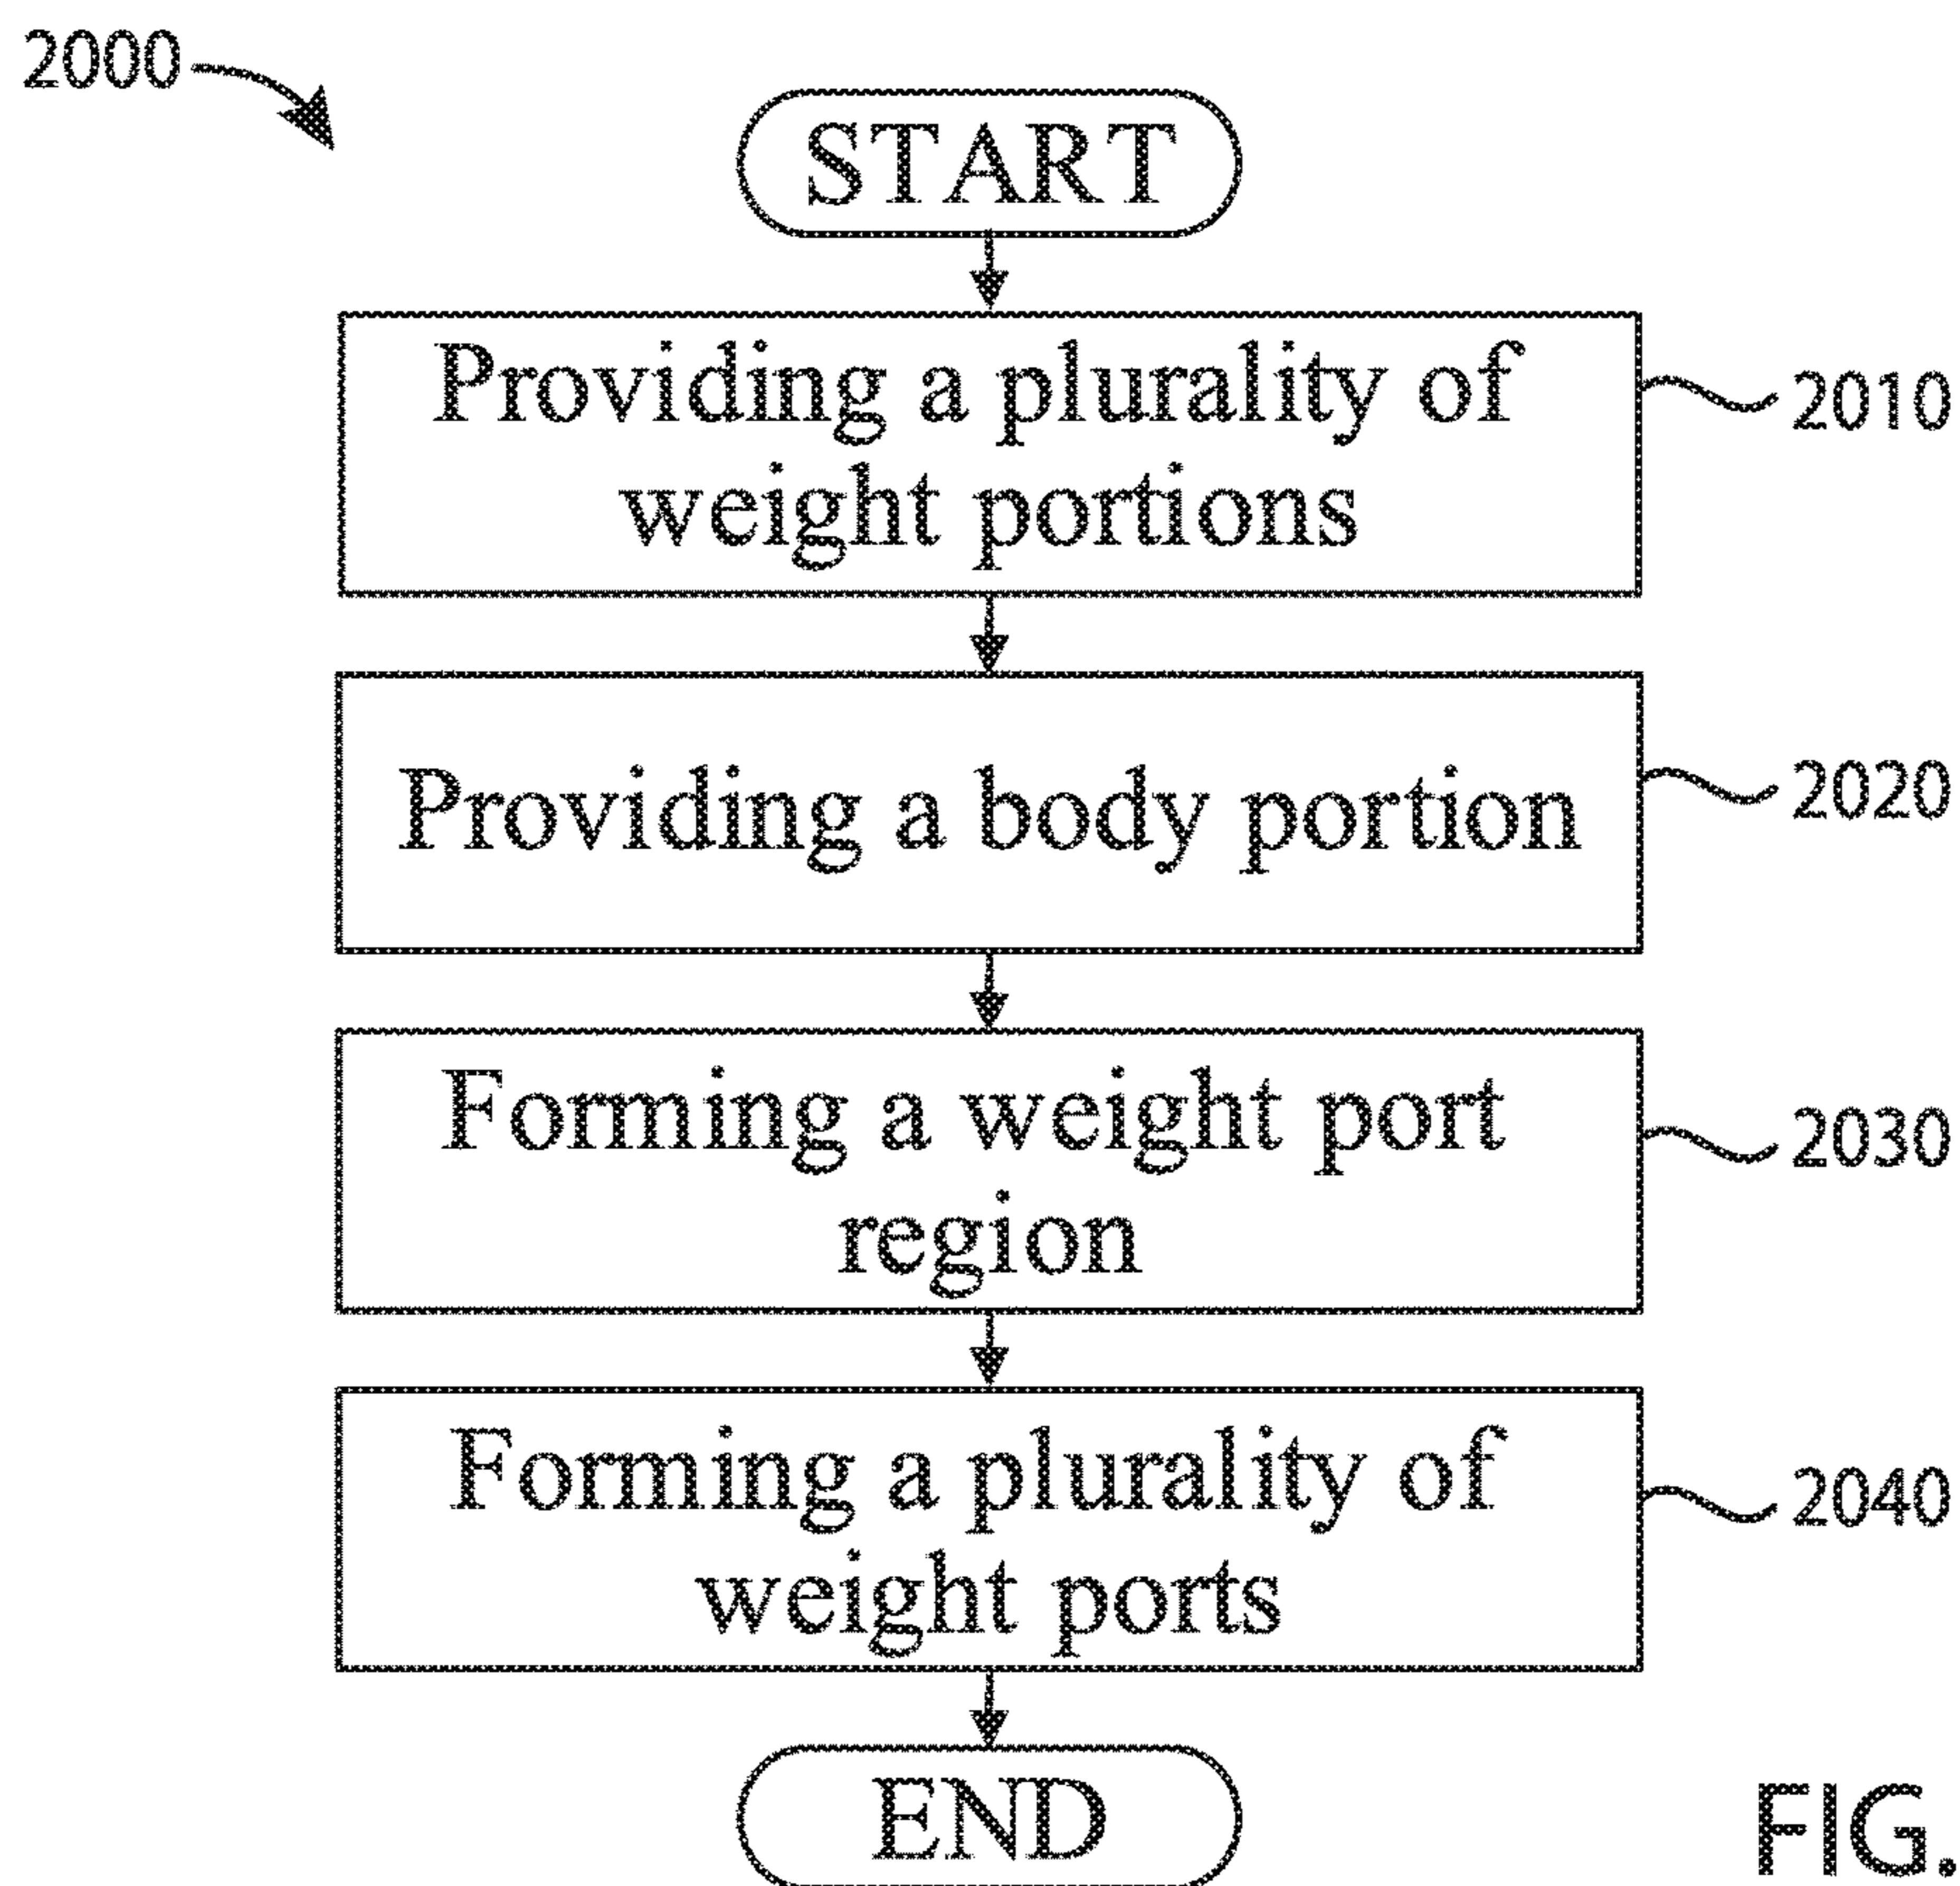 2000
START
Providing a plurality of
weight portions
2010
Providing a body portion
2020
Forming a weight port
region
2030
Forming a plurality of
weight ports
2040
END
FIG.